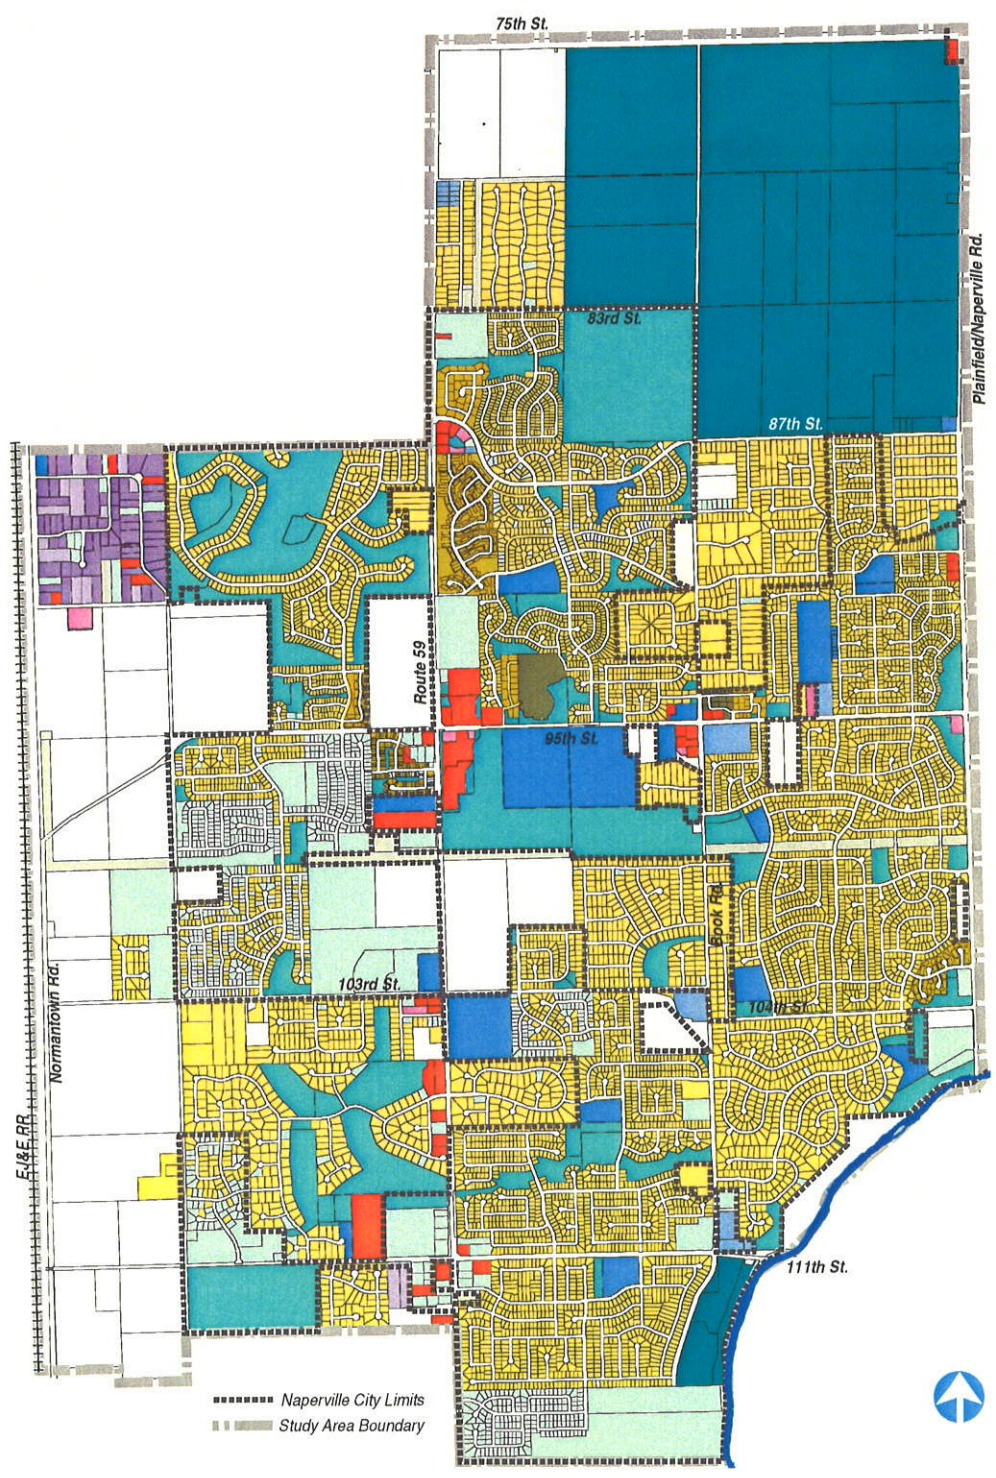 75th St.
83rd St.
Plainfield/Naperville Rd.
87th St.
Route 59
95th St.
Book Rd.
103rd St.
104th St.
Normantown Rd.
EJ&E RR
111th St.
Naperville City Limits
Study Area Boundary